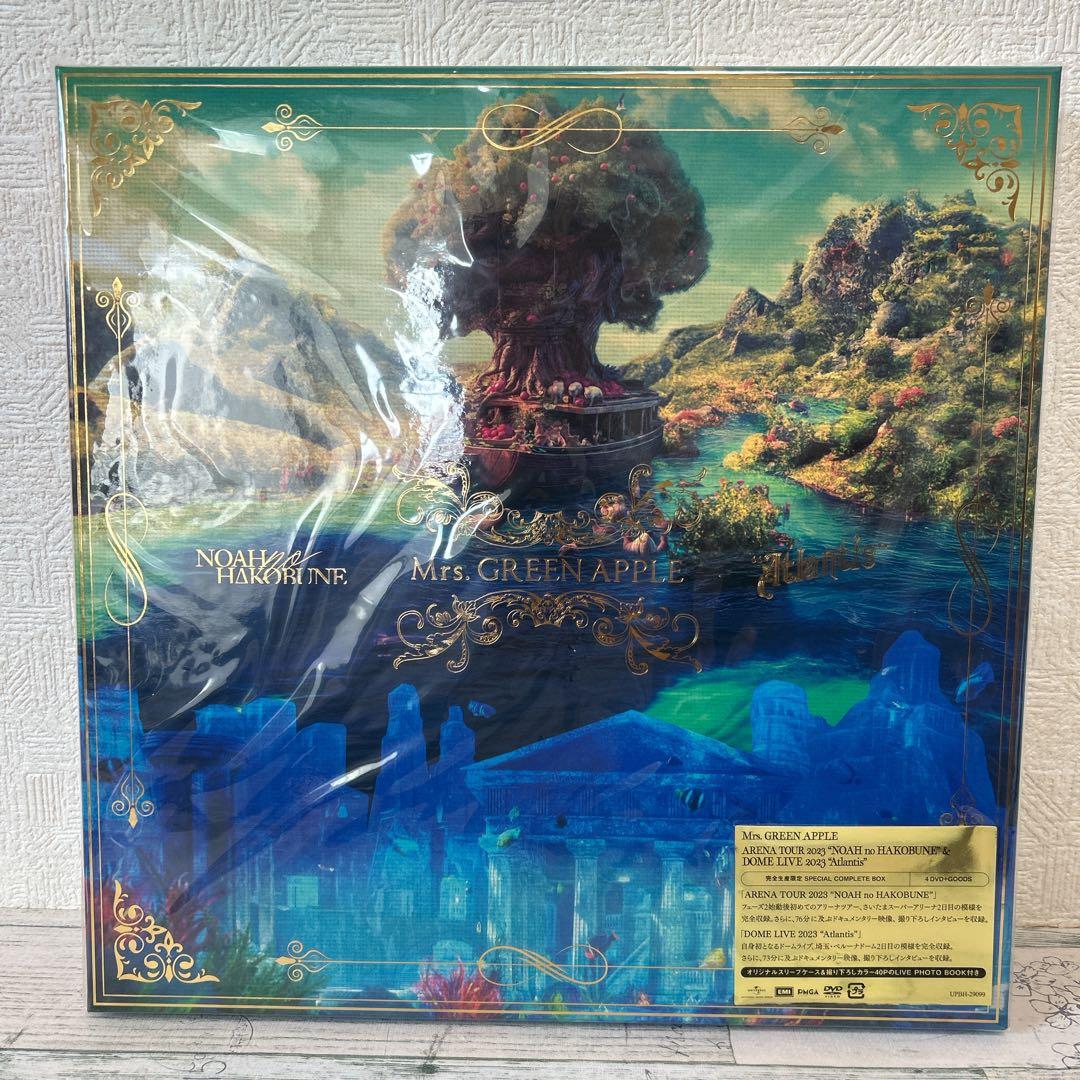 NOAH no
HAKOBUNE
Mrs. GREEN APPLE
"Atlantis"
Mrs. GREEN APPLE
ARENA TOUR 2023 "NOAH no HAKOBUNE" &
DOME LIVE 2023 "Atlantis"
完全生産限定 SPECIAL COMPLETE BOX
4 DVD+GOODS
「ARENA TOUR 2023 "NOAH no HAKOBUNE"」
フェーズ2始動後初めてのアリーナツアー、さいたまスーパーアリーナ2日目の模様を
完全収録。さらに、76分に及ぶドキュメンタリー映像、撮り下ろしインタビューを収録。
「DOME LIVE 2023 "Atlantis"」
自身初となるドームライブ、埼玉・ベルーナドーム2日目の模様を完全収録。
さらに、73分に及ぶドキュメンタリー映像、撮り下ろしインタビューを収録。
オリジナルスリーブケース&撮り下ろしカラー40PのLIVE PHOTO BOOK付き
EMI PMGA DVD VIDEO
UPBH-29099